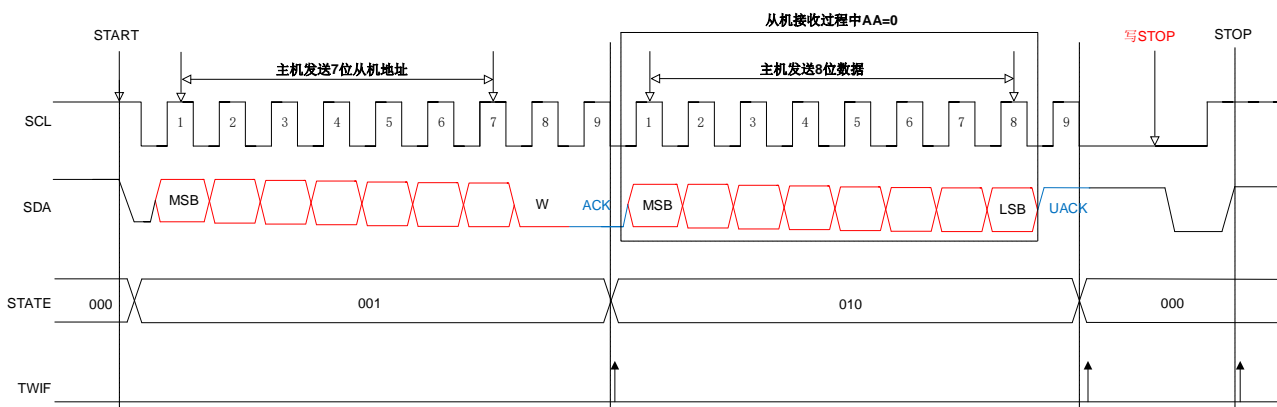 从机接收过程中AA=0
START
写STOP
STOP
主机发送7位从机地址
主机发送8位数据
SCL
1 2 3 4 5 6 7 8 9 1 2 3 4 5 6 7 8 9
SDA
MSB W ACK MSB LSB UACK
STATE
000 001 010 000
TWIF